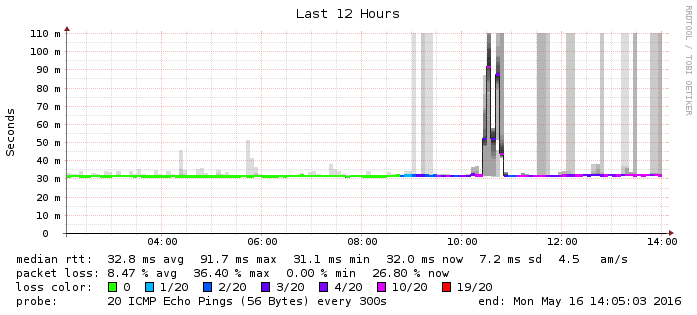 Last 12 Hours
RRDTOOL / TOBI OETIKER
Seconds
110 m
100 m
90 m
80 m
70 m
60 m
50 m
40 m
30 m
20 m
10 m
0
04:00 06:00 08:00 10:00 12:00 14:00
median rtt: 32.8 ms avg 91.7 ms max 31.1 ms min 32.0 ms now 7.2 ms sd 4.5 am/s
packet loss: 8.47 % avg 36.40 % max 0.00 % min 26.80 % now
loss color: 0 1/20 2/20 3/20 4/20 10/20 19/20
probe: 20 ICMP Echo Pings (56 Bytes) every 300s end: Mon May 16 14:05:03 2016